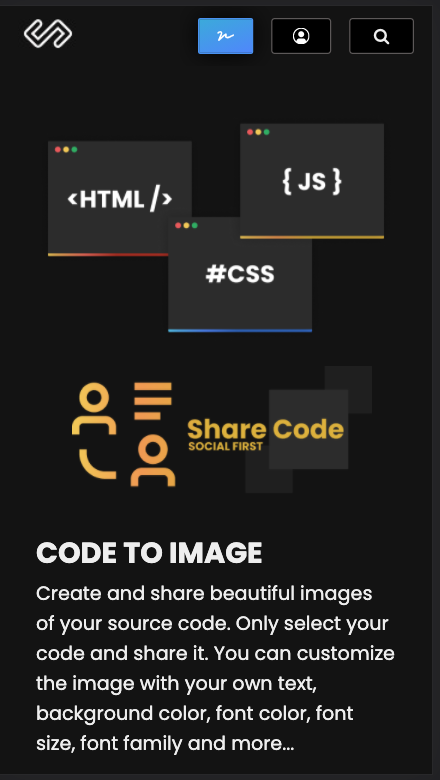 <HTML />
{ JS }
#CSS
Share Code
SOCIAL FIRST
CODE TO IMAGE
Create and share beautiful images
of your source code. Only select your
code and share it. You can customize
the image with your own text,
background color, font color, font
size, font family and more...